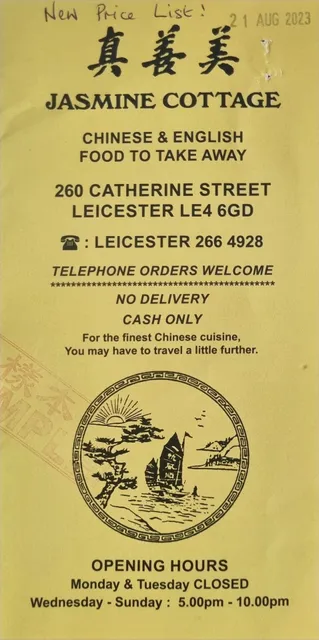 New Price List!
21 AUG 2023
真善美
JASMINE COTTAGE
CHINESE & ENGLISH
FOOD TO TAKE AWAY
260 CATHERINE STREET
LEICESTER LE4 6GD
☎ : LEICESTER 266 4928
TELEPHONE ORDERS WELCOME
******************************************
NO DELIVERY
CASH ONLY
For the finest Chinese cuisine,
You may have to travel a little further.
OPENING HOURS
Monday & Tuesday CLOSED
Wednesday - Sunday : 5.00pm - 10.00pm